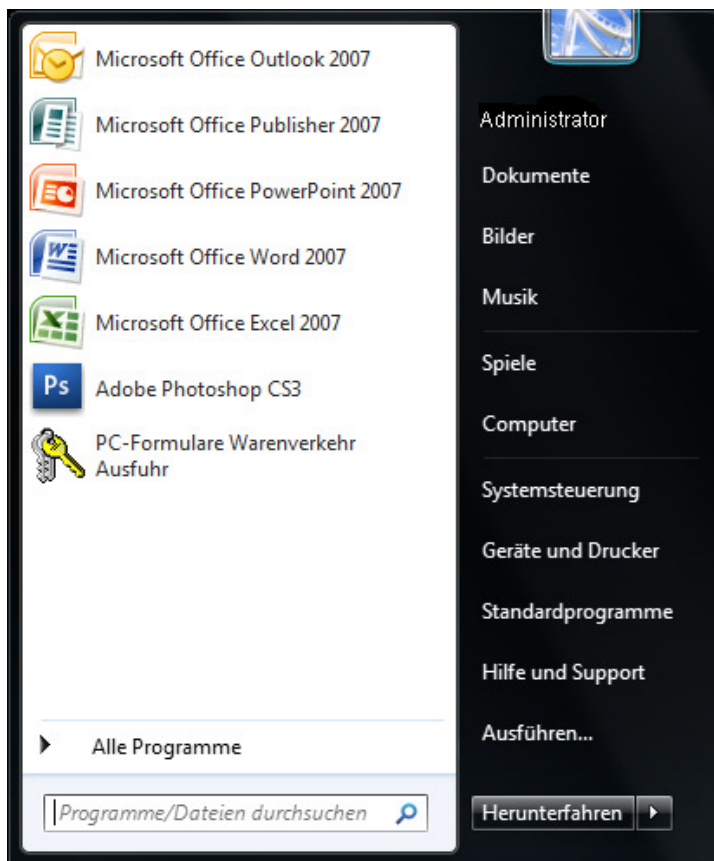 Microsoft Office Outlook 2007
Microsoft Office Publisher 2007
Microsoft Office PowerPoint 2007
Microsoft Office Word 2007
Microsoft Office Excel 2007
Ps
Adobe Photoshop CS3
PC-Formulare Warenverkehr
Ausfuhr
Alle Programme
Programme/Dateien durchsuchen
Administrator
Dokumente
Bilder
Musik
Spiele
Computer
Systemsteuerung
Geräte und Drucker
Standardprogramme
Hilfe und Support
Ausführen...
Herunterfahren